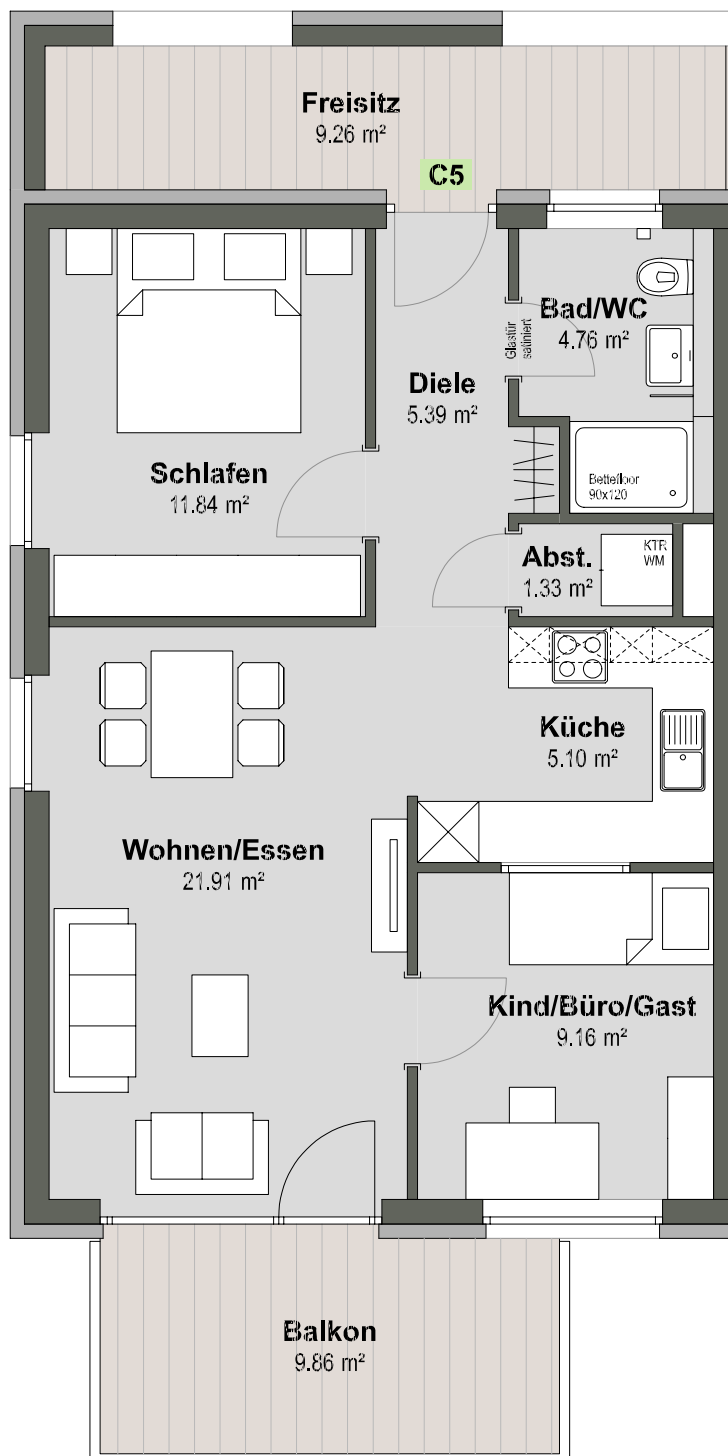 Freisitz
9.26 m²
C5
Bad/WC
4.76 m²
Glastür
satiniert
Diele
5.39 m²
Schlafen
11.84 m²
Bettefloor
90x120
Abst.
1.33 m²
KTR
WM
Küche
5.10 m²
Wohnen/Essen
21.91 m²
Kind/Büro/Gast
9.16 m²
Balkon
9.86 m²